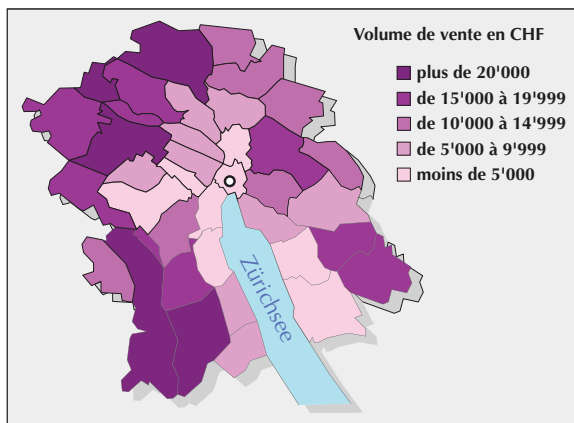 Volume de vente en CHF
plus de 20'000
de 15'000 à 19'999
de 10'000 à 14'999
de 5'000 à 9'999
moins de 5'000
Zürichsee